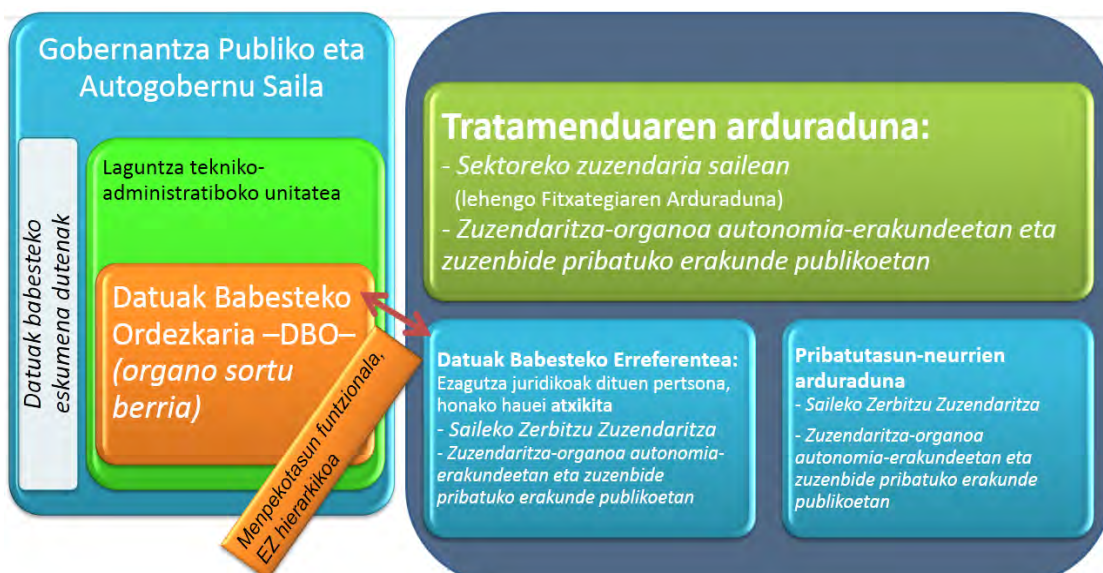 Gobernantza Publiko eta
Autogobernu Saila
Datuak babesteko
eskumena dutenak
Laguntza tekniko-
administratiboko unitatea
Datuak Babesteko
Ordezkaria –DBO–
(organo sortu
berria)
Menpekotasun funtzionala,
EZ hierarkikoa
Tratamenduaren arduraduna:
- Sektoreko zuzendaria sailean
(lehengo Fitxategiaren Arduraduna)
- Zuzendaritza-organoa autonomia-erakundeetan eta
zuzenbide pribatuko erakunde publikoetan
Datuak Babesteko Erreferentea:
Ezagutza juridikoak dituen pertsona,
honako hauei atxikita
- Saileko Zerbitzu Zuzendaritza
- Zuzendaritza-organoa autonomia-
erakundeetan eta zuzenbide
pribatuko erakunde publikoetan
Pribatutasun-neurrien
arduraduna
- Saileko Zerbitzu Zuzendaritza
- Zuzendaritza-organoa
autonomia-erakundeetan eta
zuzenbide pribatuko erakunde
publikoetan